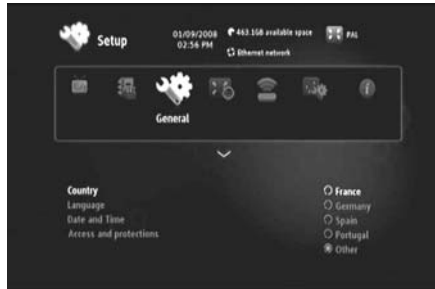 Setup
01/09/2008
02:56 PM
463.1GB available space
Ethernet network
PAL
General
Country
Language
Date and Time
Access and protections
France
Germany
Spain
Portugal
Other